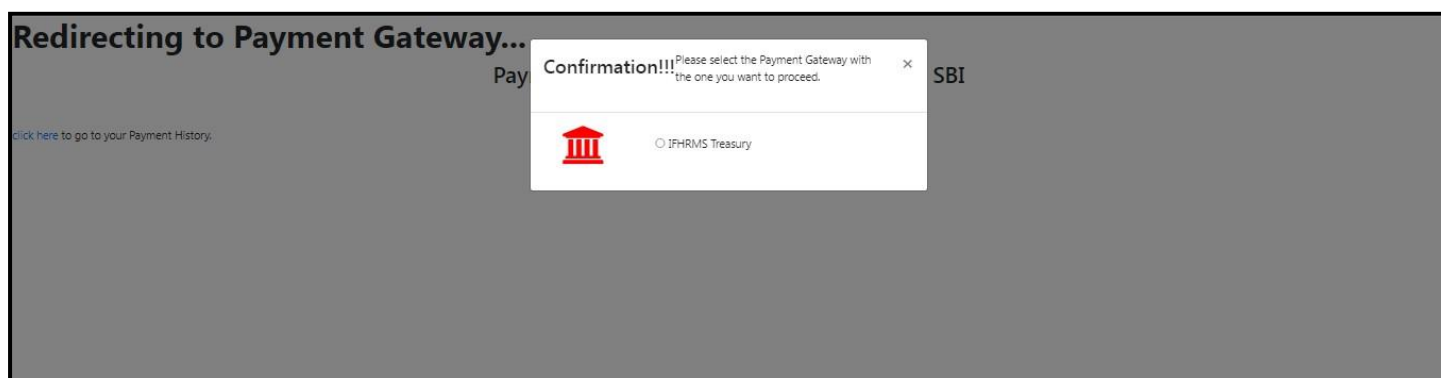 Redirecting to Payment Gateway...
Pay SBI
Confirmation!!! Please select the Payment Gateway with
the one you want to proceed. ×
click here to go to your Payment History.
IFHRMS Treasury